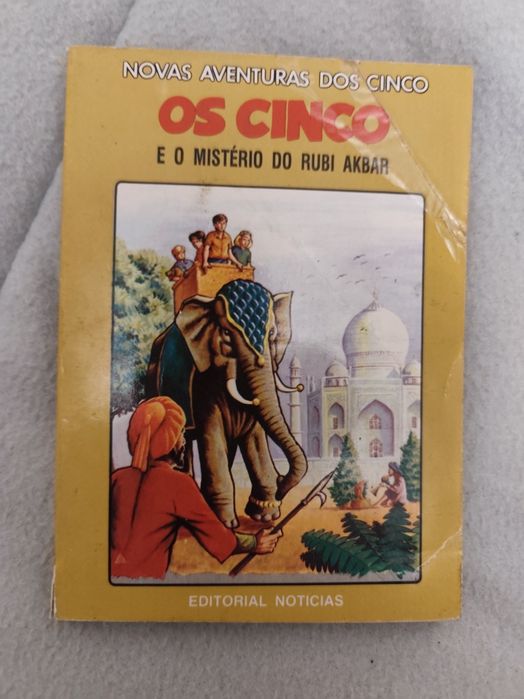 NOVAS AVENTURAS DOS CINCO
OS CINCO
E O MISTÉRIO DO RUBI AKBAR
EDITORIAL NOTICIAS